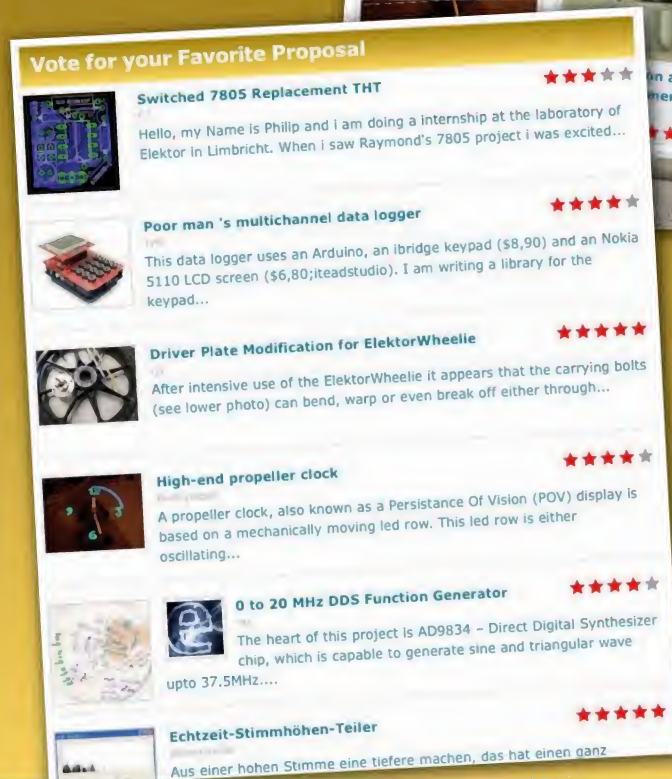 Vote for your Favorite Proposal
Switched 7805 Replacement THT
Hello, my Name is Philip and i am doing a internship at the laboratory of
Elektor in Limbricht. When i saw Raymond's 7805 project i was excited...
Poor man 's multichannel data logger
This data logger uses an Arduino, an ibridge keypad ($8,90) and an Nokia
5110 LCD screen ($6,80;iteadstudio). I am writing a library for the
keypad...
Driver Plate Modification for ElektorWheelie
After intensive use of the ElektorWheelie it appears that the carrying bolts
(see lower photo) can bend, warp or even break off either through...
High-end propeller clock
A propeller clock, also known as a Persistance Of Vision (POV) display is
based on a mechanically moving led row. This led row is either
oscillating...
0 to 20 MHz DDS Function Generator
The heart of this project is AD9834 – Direct Digital Synthesizer
chip, which is capable to generate sine and triangular wave
upto 37.5MHz....
Echtzeit-Stimmhöhen-Teiler
Aus einer hohen Stimme eine tiefere machen, das hat einen ganz